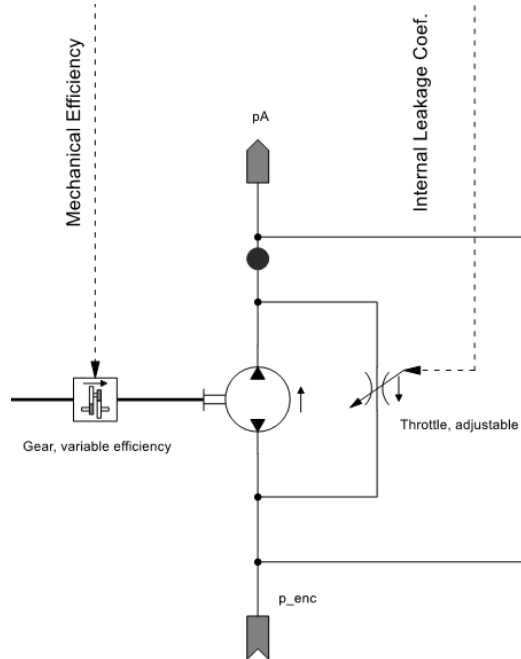 Mechanical Efficiency
Internal Leakage Coef.
pA
Gear, variable efficiency
Throttle, adjustable
p_enc